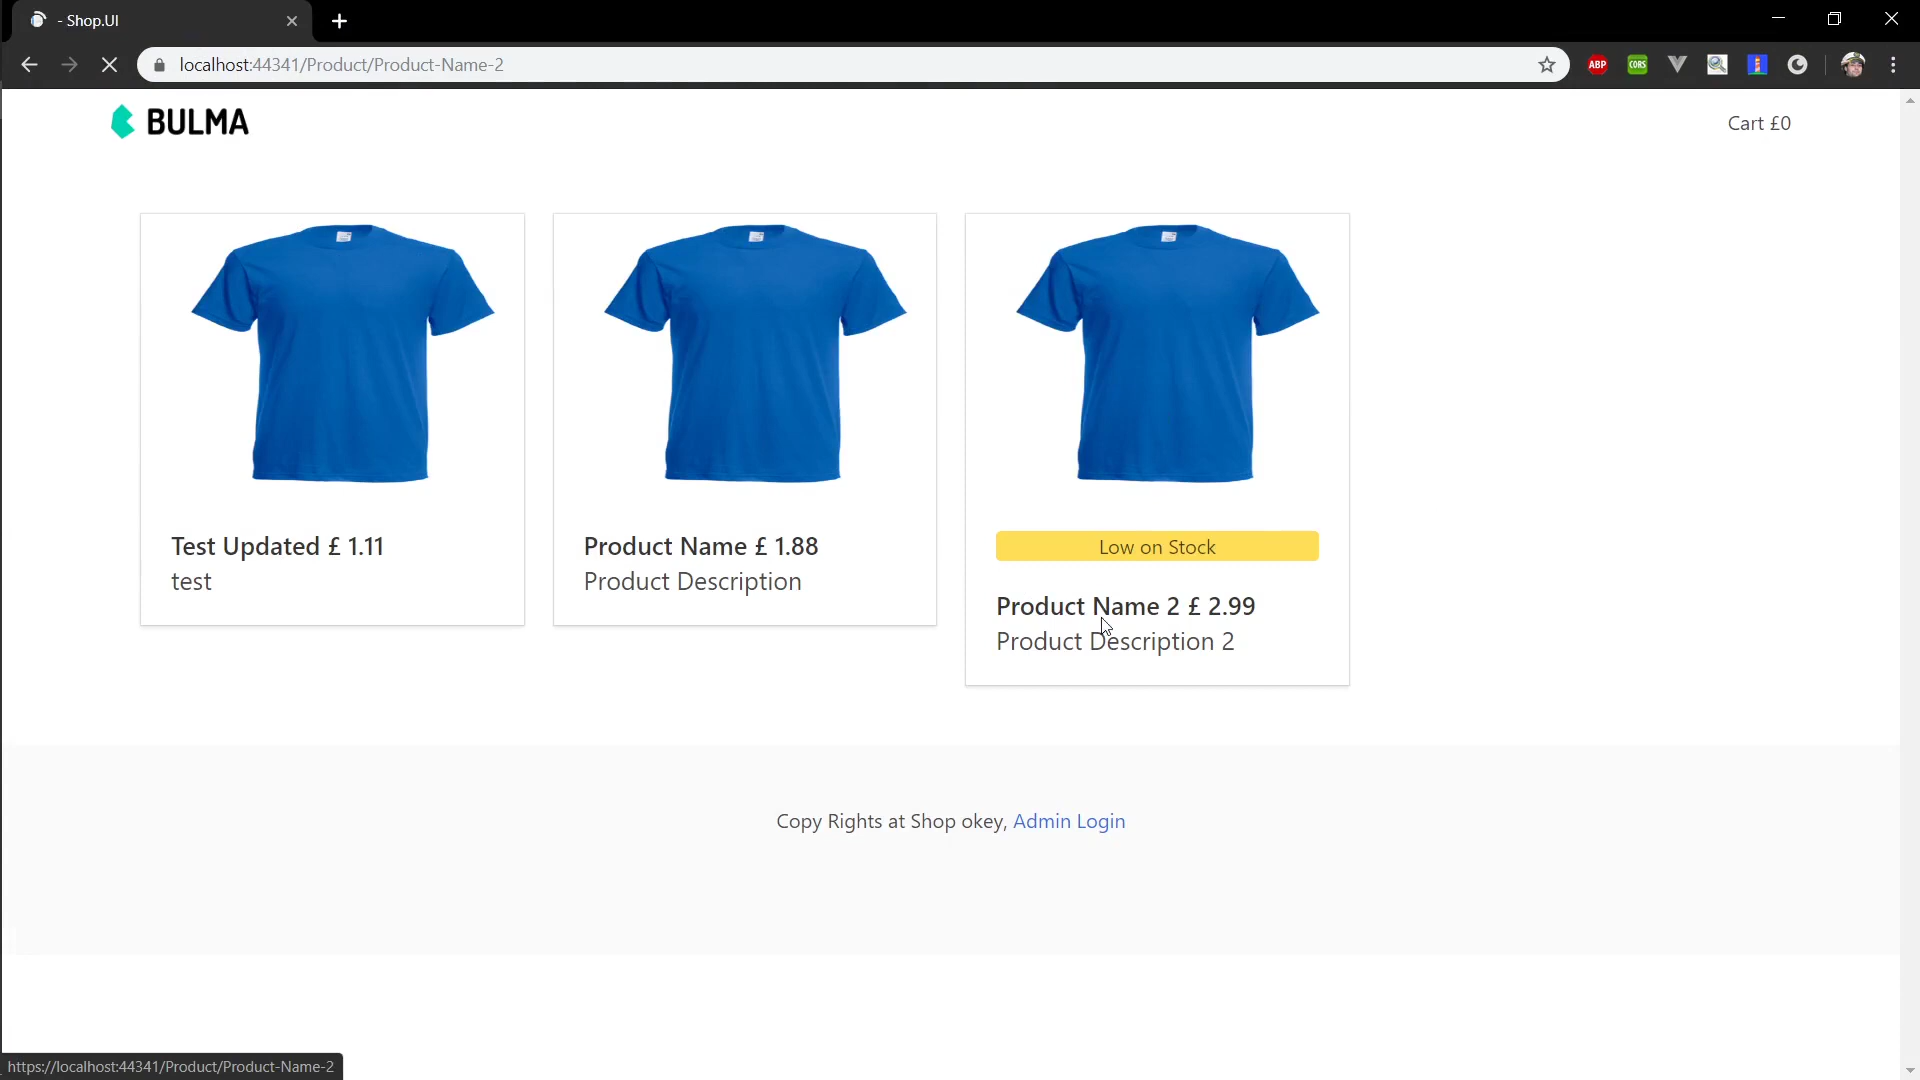 - Shop.UI
localhost:44341/Product/Product-Name-2
ABP
CORS
BULMA
Cart £0
Test Updated £ 1.11
test
Product Name £ 1.88
Product Description
Low on Stock
Product Name 2 £ 2.99
Product Description 2
Copy Rights at Shop okey, Admin Login
https://localhost:44341/Product/Product-Name-2